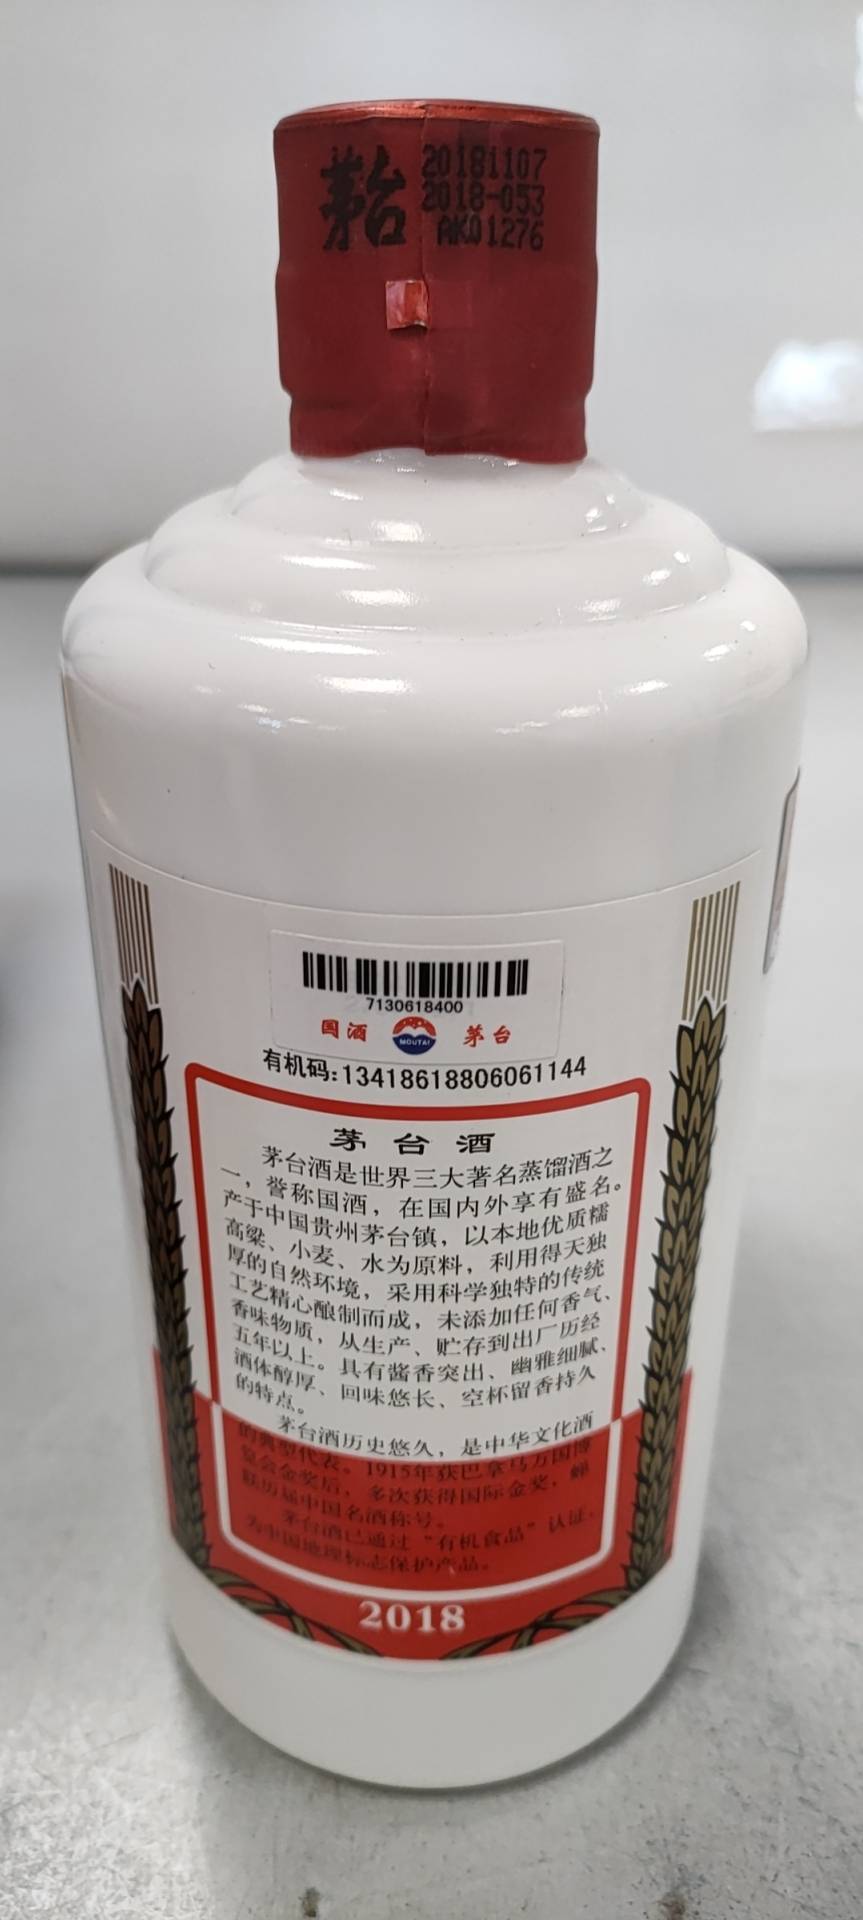 茅台
20181107
2018-053
AK01276
7130618400
国酒 MOUTAI 茅台
有机码:13418618806061144
茅台酒
茅台酒是世界三大著名蒸馏酒之
一，誉称国酒，在国内外享有盛名。
产于中国贵州茅台镇，以本地优质糯
高粱、小麦、水为原料，利用得天独
厚的自然环境，采用科学独特的传统
工艺精心酿制而成，未添加任何香气、
香味物质，从生产、贮存到出厂历经
五年以上。具有酱香突出、幽雅细腻、
酒体醇厚、回味悠长、空杯留香持久
的特点。
茅台酒历史悠久，是中华文化酒
的典型代表。1915年获巴拿马万国博
览会金奖后，多次获得国际金奖，蝉
联历届中国名酒称号。
茅台酒已通过“有机食品”认证，
为中国地理标志保护产品。
2018